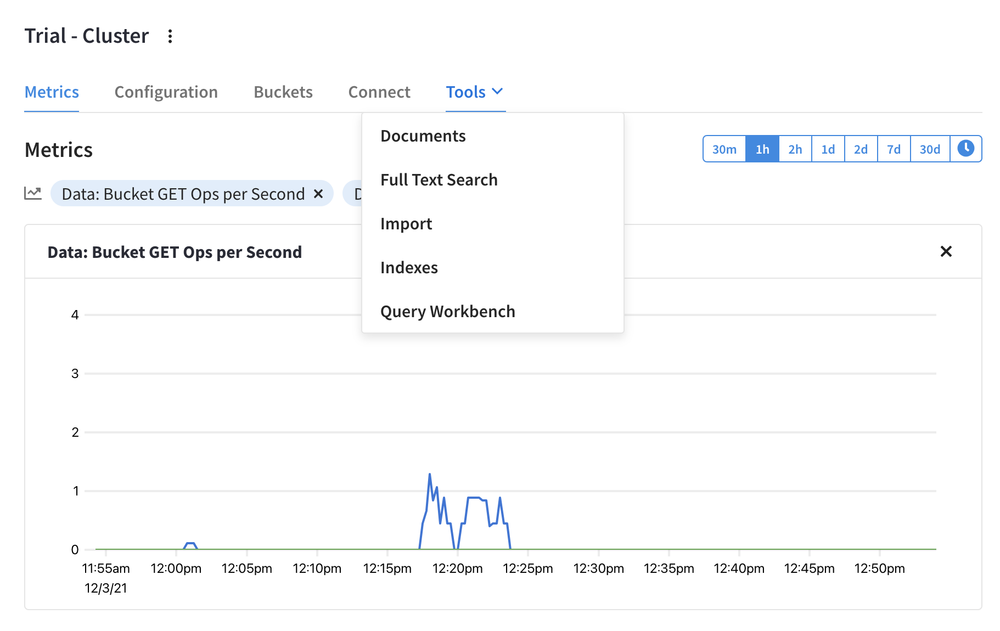 Trial - Cluster
Metrics Configuration Buckets Connect Tools
Documents
Full Text Search
Import
Indexes
Query Workbench
Metrics
30m 1h 2h 1d 2d 7d 30d
Data: Bucket GET Ops per Second
Data: Bucket GET Ops per Second
4
3
2
1
0
11:55am 12:00pm 12:05pm 12:10pm 12:15pm 12:20pm 12:25pm 12:30pm 12:35pm 12:40pm 12:45pm 12:50pm
12/3/21